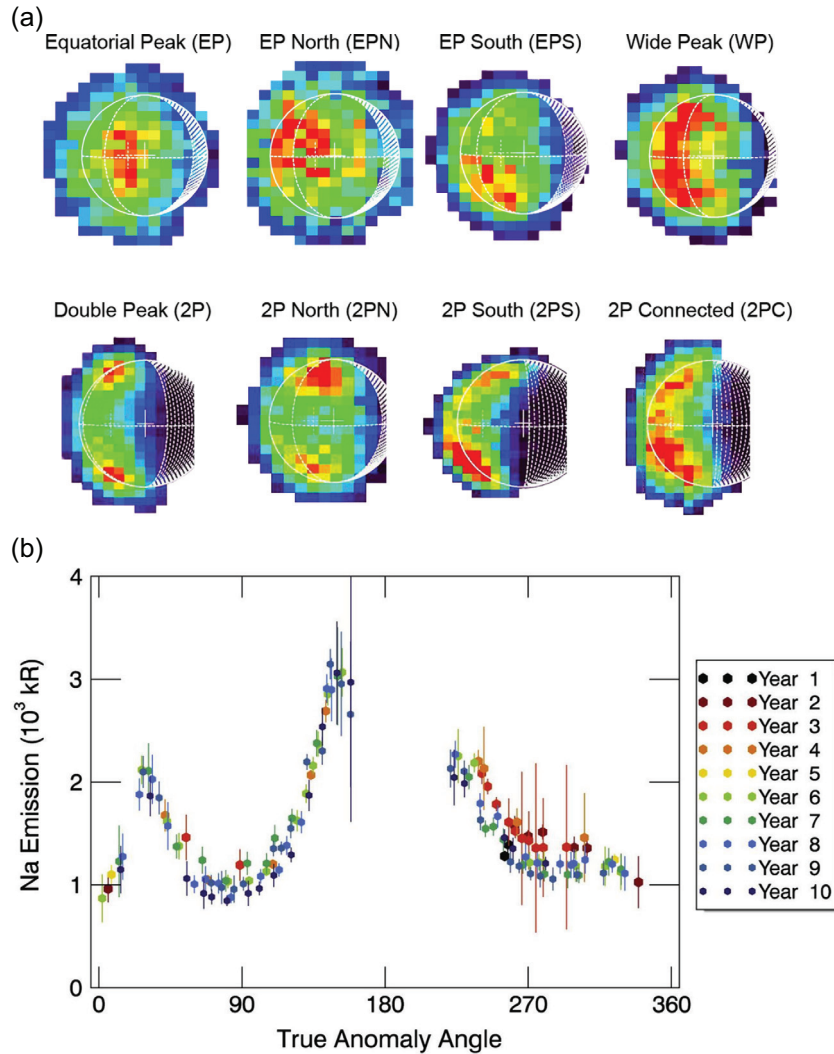 (a)
Equatorial Peak (EP) EP North (EPN) EP South (EPS) Wide Peak (WP)
Double Peak (2P) 2P North (2PN) 2P South (2PS) 2P Connected (2PC)
(b)
4
3
2
1
0
Na Emission (10³ kR)
0 90 180 270 360
True Anomaly Angle
Year 1
Year 2
Year 3
Year 4
Year 5
Year 6
Year 7
Year 8
Year 9
Year 10